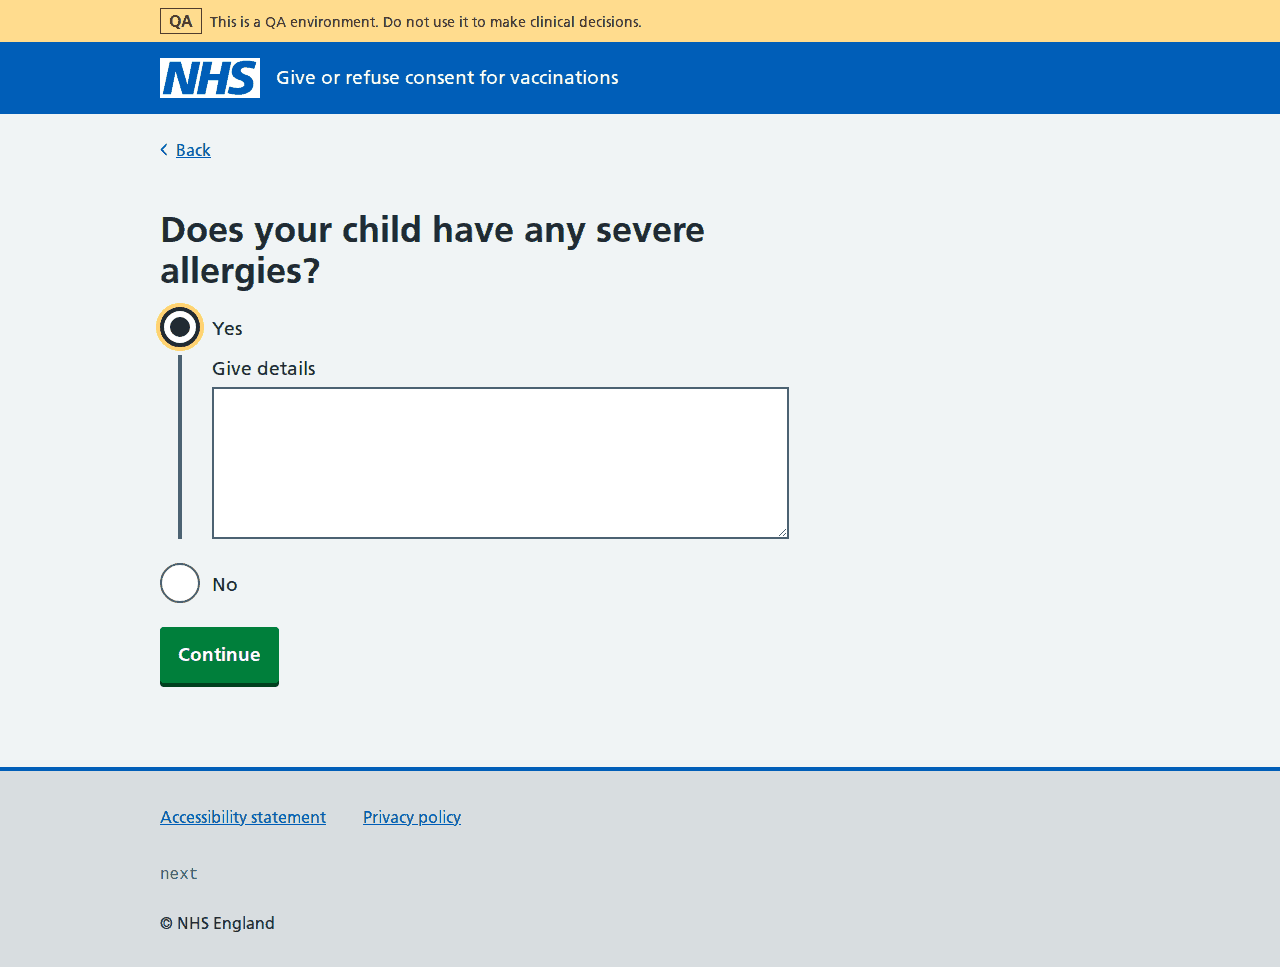 QA This is a QA environment. Do not use it to make clinical decisions.
NHS Give or refuse consent for vaccinations
Back
Does your child have any severe
allergies?
Yes
Give details
No
Continue
Accessibility statement Privacy policy
next
© NHS England